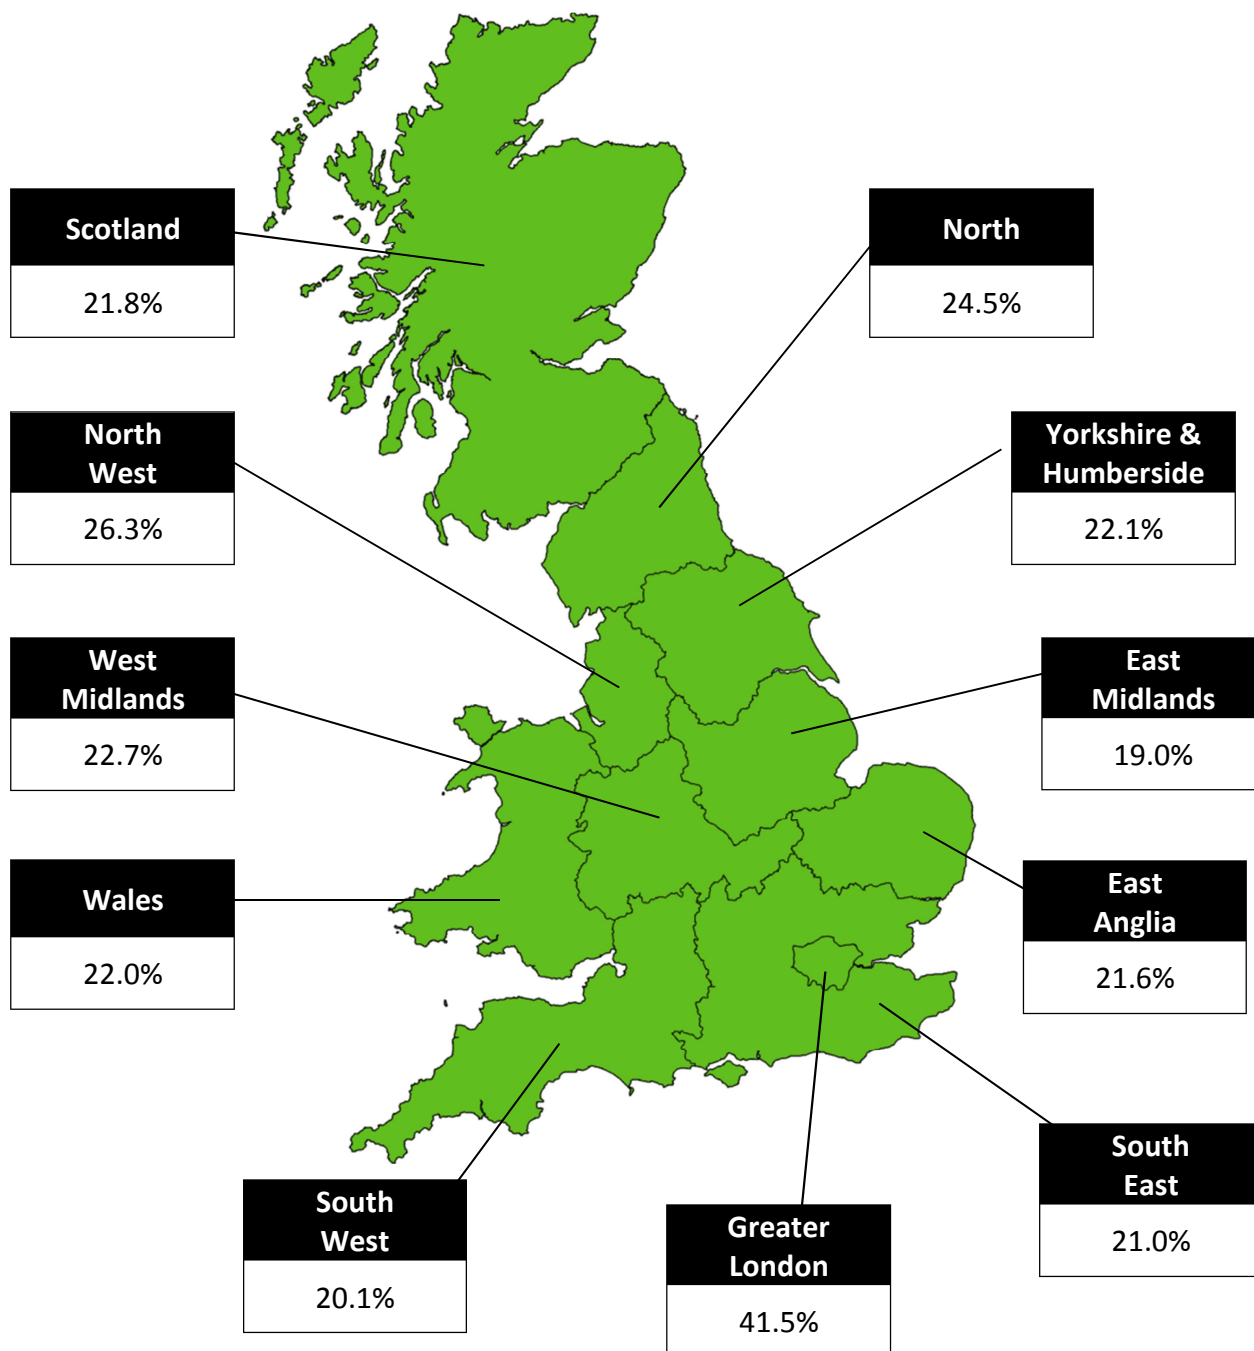 Scotland
21.8%
North
24.5%
North
West
26.3%
Yorkshire &
Humberside
22.1%
West
Midlands
22.7%
East
Midlands
19.0%
Wales
22.0%
East
Anglia
21.6%
South
West
20.1%
Greater
London
41.5%
South
East
21.0%